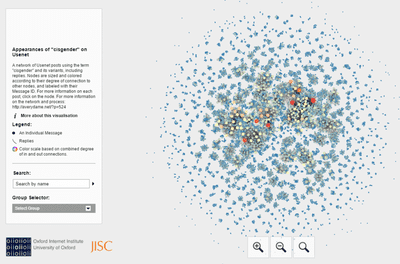 Appearances of "cisgender" on
Usenet
A network of Usenet posts using the term
"cisgender" and its variants, including
replies. Nodes are sized and colored
according to their degree of connection to
other nodes, and labeled with their
Message ID. For more information on each
post, click on the node. For more information
on the network and process:
http://everydame.net/?p=524
i More about this visualisation
Legend:
An Individual Message
Replies
Color scale based on combined degree
of in and out connections.
Search:
Search by name
Group Selector:
Select Group
Oxford Internet Institute
University of Oxford
JISC